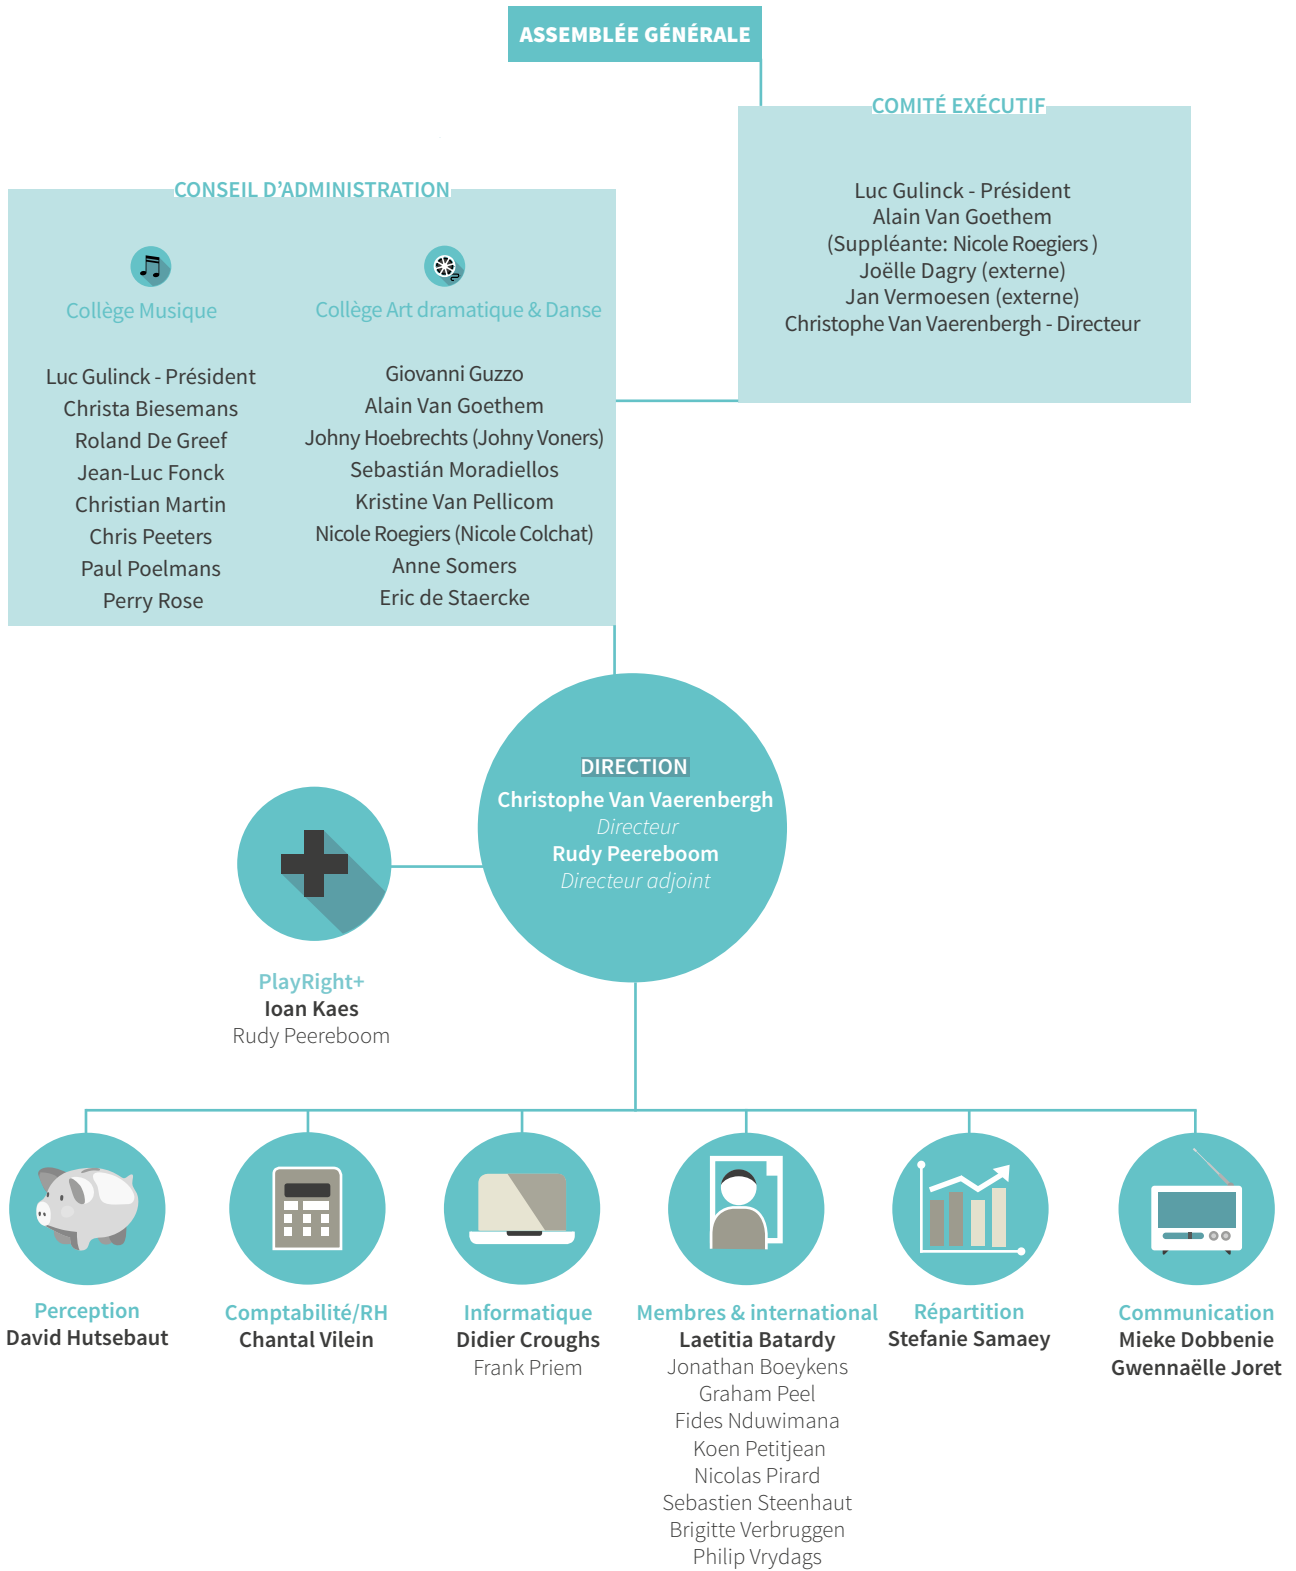 ASSEMBLÉE GÉNÉRALE
COMITÉ EXÉCUTIF
Luc Gulinck - Président
Alain Van Goethem
(Suppléante: Nicole Roegiers )
Joëlle Dagry (externe)
Jan Vermoesen (externe)
Christophe Van Vaerenbergh - Directeur
CONSEIL D'ADMINISTRATION
Collège Musique
Luc Gulinck - Président
Christa Biesemans
Roland De Greef
Jean-Luc Fonck
Christian Martin
Chris Peeters
Paul Poelmans
Perry Rose
Collège Art dramatique & Danse
Giovanni Guzzo
Alain Van Goethem
Johny Hoebrechts (Johny Voners)
Sebastián Moradiellos
Kristine Van Pellicom
Nicole Roegiers (Nicole Colchat)
Anne Somers
Eric de Staercke
DIRECTION
Christophe Van Vaerenbergh
Directeur
Rudy Peereboom
Directeur adjoint
PlayRight+
Ioan Kaes
Rudy Peereboom
Perception
David Hutsebaut
Comptabilité/RH
Chantal Vilein
Informatique
Didier Croughs
Frank Priem
Membres & international
Laetitia Batardy
Jonathan Boeykens
Graham Peel
Fides Nduwimana
Koen Petitjean
Nicolas Pirard
Sebastien Steenhaut
Brigitte Verbruggen
Philip Vrydags
Répartition
Stefanie Samaey
Communication
Mieke Dobbenie
Gwennaëlle Joret